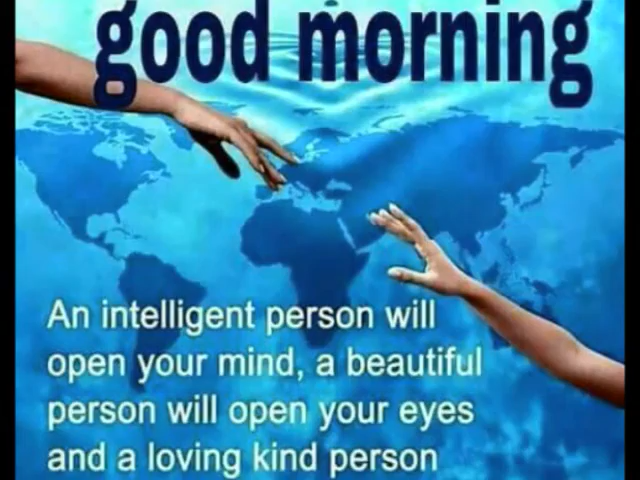 good morning
An intelligent person will
open your mind, a beautiful
person will open your eyes
and a loving kind person